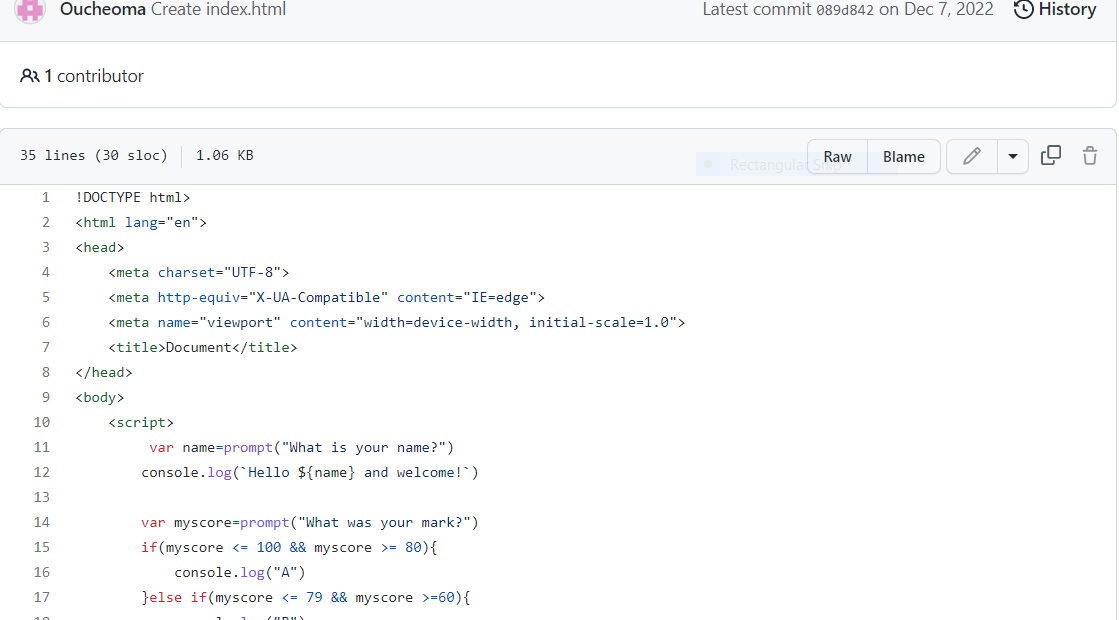 Oucheoma Create index.html Latest commit 089d842 on Dec 7, 2022 History
1 contributor
35 lines (30 sloc) 1.06 KB Rectangular Snip Raw Blame
1 !DOCTYPE html>
2 <html lang="en">
3 <head>
4 <meta charset="UTF-8">
5 <meta http-equiv="X-UA-Compatible" content="IE=edge">
6 <meta name="viewport" content="width=device-width, initial-scale=1.0">
7 <title>Document</title>
8 </head>
9 <body>
10 <script>
11 var name=prompt("What is your name?")
12 console.log(`Hello ${name} and welcome!`)
13
14 var myscore=prompt("What was your mark?")
15 if(myscore <= 100 && myscore >= 80){
16 console.log("A")
17 }else if(myscore <= 79 && myscore >=60){